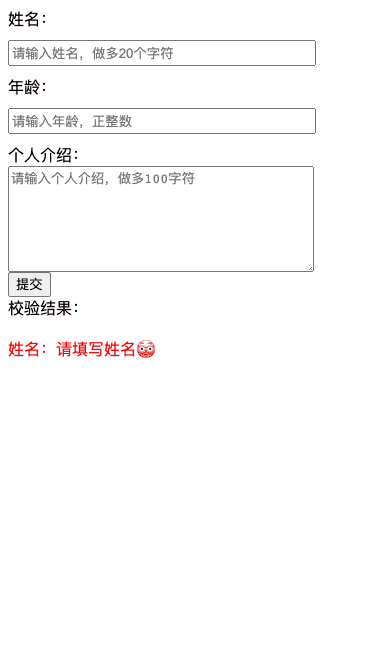 姓名：
请输入姓名，做多20个字符
年龄：
请输入年龄，正整数
个人介绍：
请输入个人介绍，做多100字符
提交
校验结果：
姓名：请填写姓名🤡